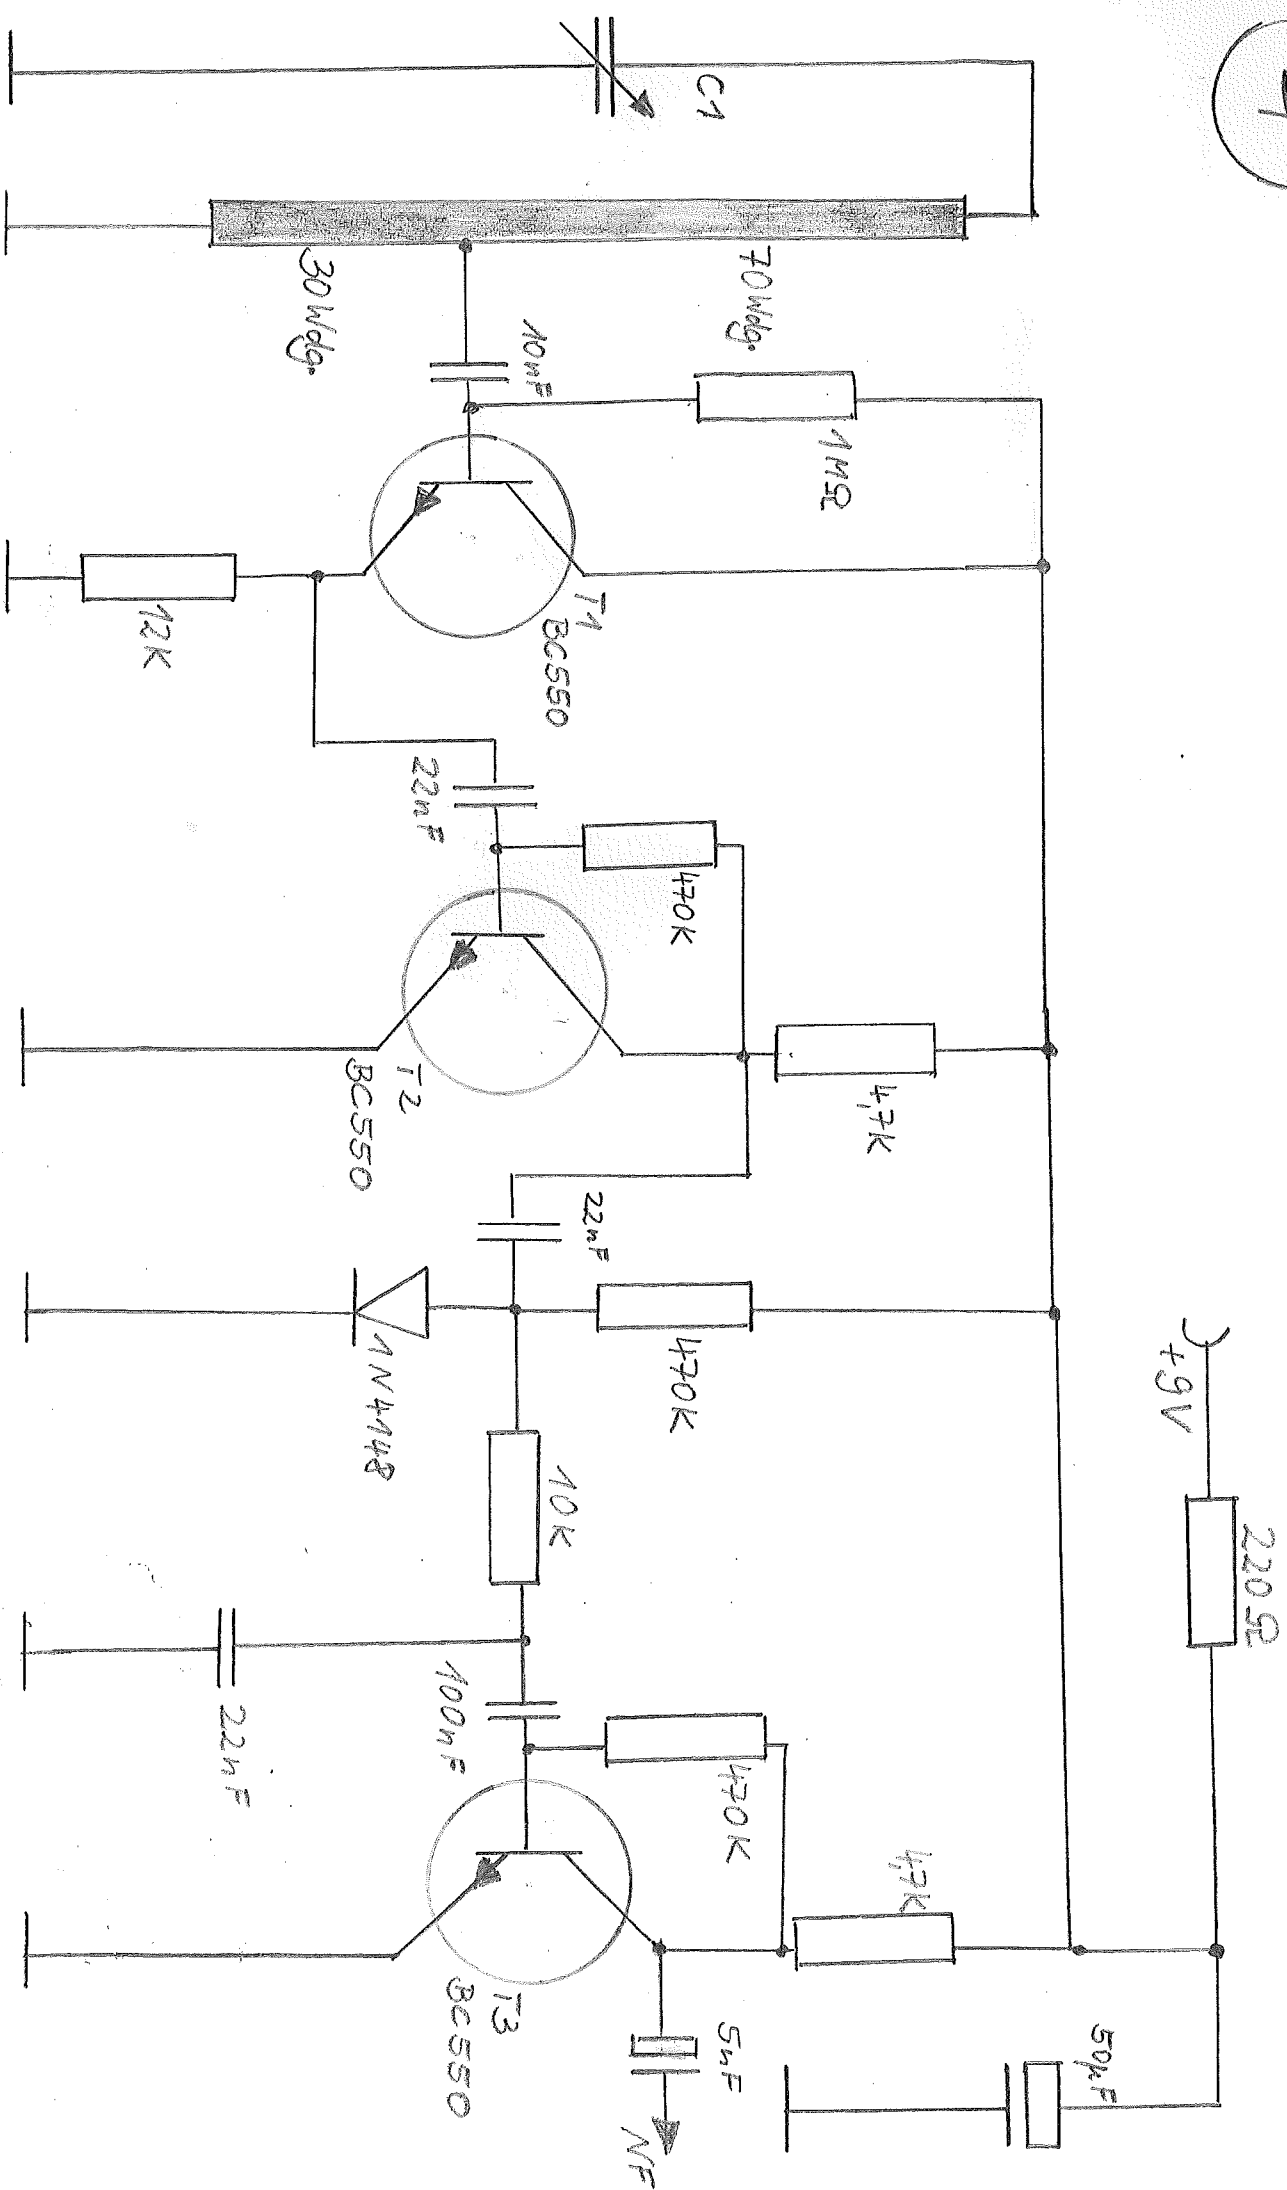 1
C1
70Wdg.
30Wdg.
10nF
1MΩ
T1
BC550
12K
22nF
470K
T2
BC550
4,7K
22nF
470K
1N4148
10K
22nF
100nF
470K
4,7K
T3
BC550
5nF
NF
+9V
220Ω
50µF